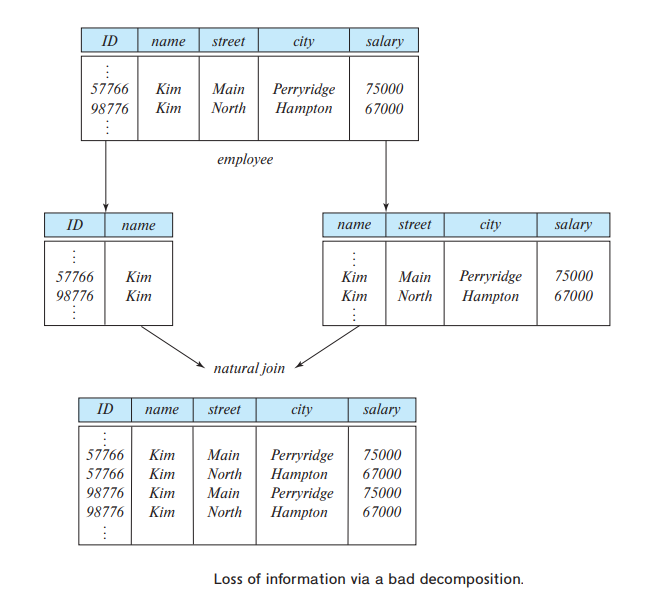 ID name street city salary
⋮
57766 Kim Main Perryridge 75000
98776 Kim North Hampton 67000
⋮
employee
ID name
⋮
57766 Kim
98776 Kim
⋮
name street city salary
⋮
Kim Main Perryridge 75000
Kim North Hampton 67000
⋮
natural join
ID name street city salary
⋮
57766 Kim Main Perryridge 75000
57766 Kim North Hampton 67000
98776 Kim Main Perryridge 75000
98776 Kim North Hampton 67000
⋮
Loss of information via a bad decomposition.